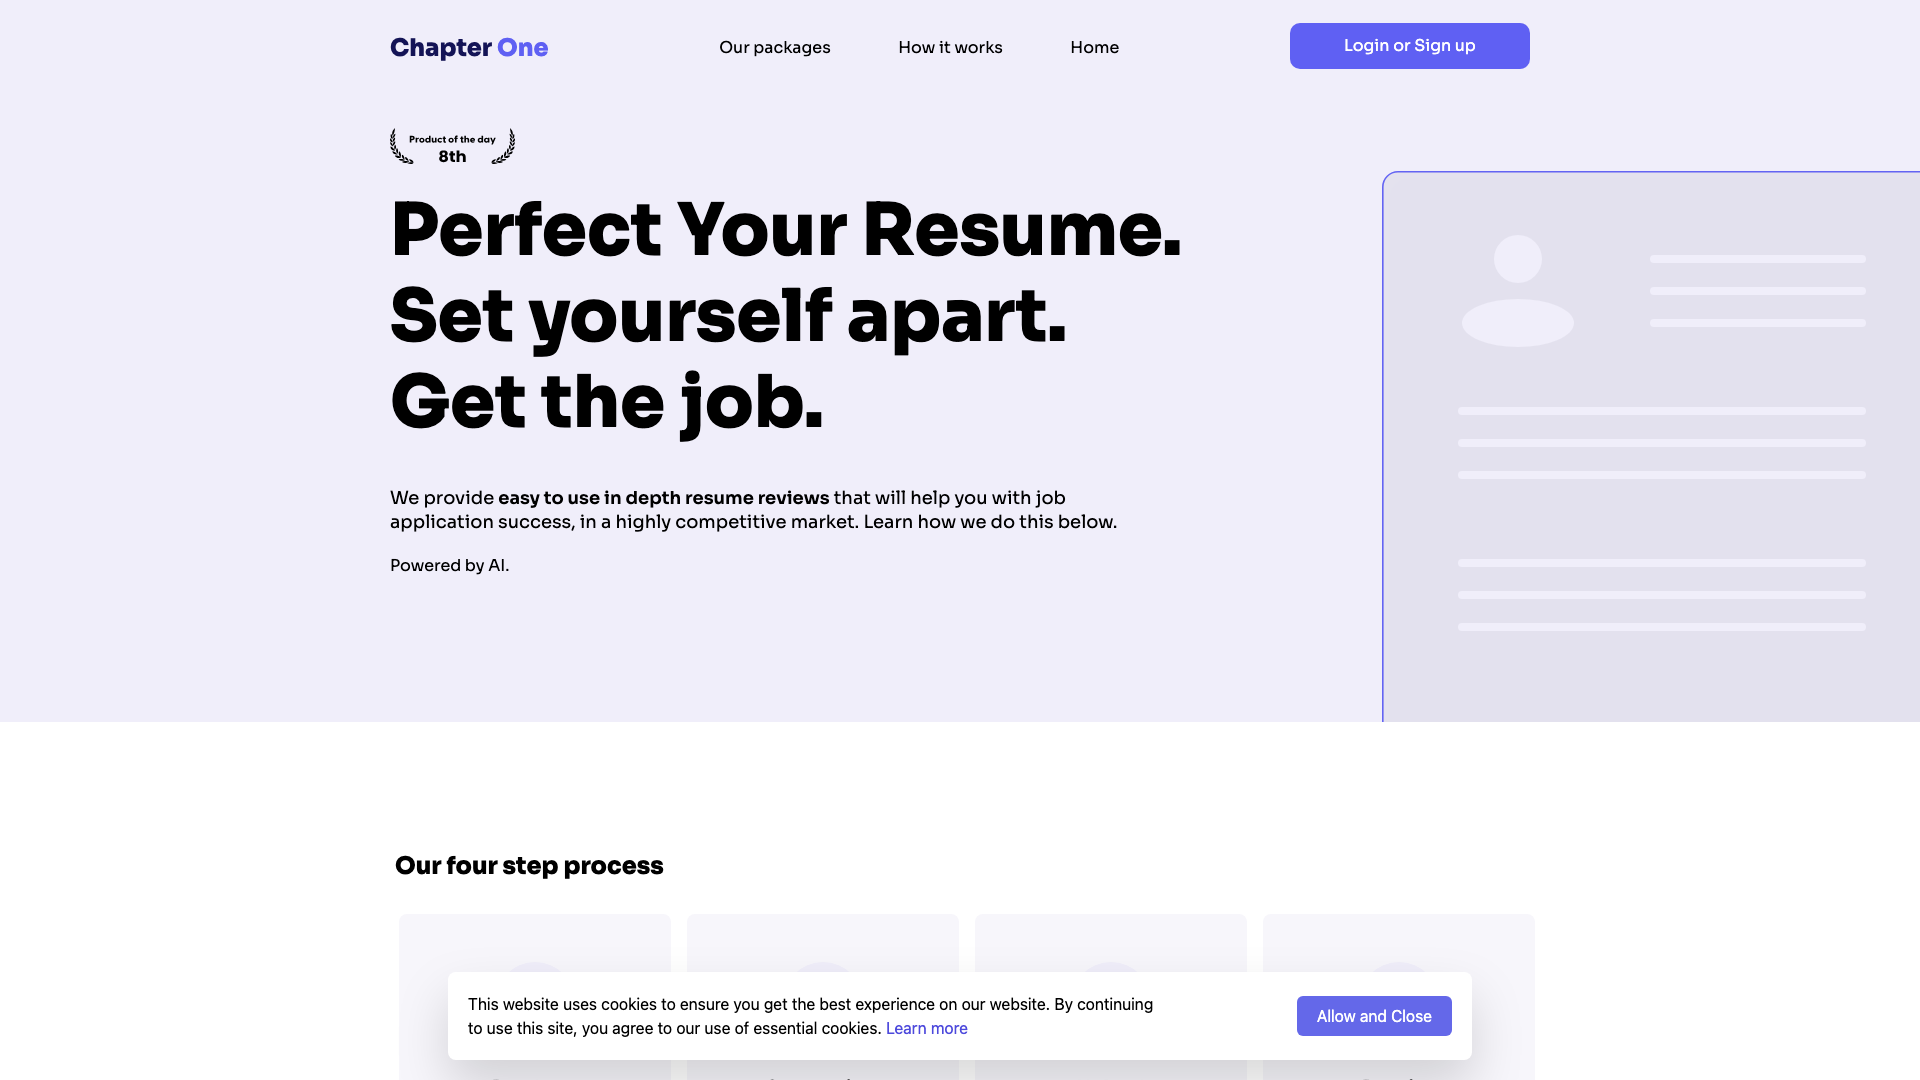 Chapter One
Our packages
How it works
Home
Login or Sign up
Product of the day
8th
Perfect Your Resume.
Set yourself apart.
Get the job.
We provide easy to use in depth resume reviews that will help you with job
application success, in a highly competitive market. Learn how we do this below.
Powered by AI.
Our four step process
This website uses cookies to ensure you get the best experience on our website. By continuing
to use this site, you agree to our use of essential cookies. Learn more
Allow and Close